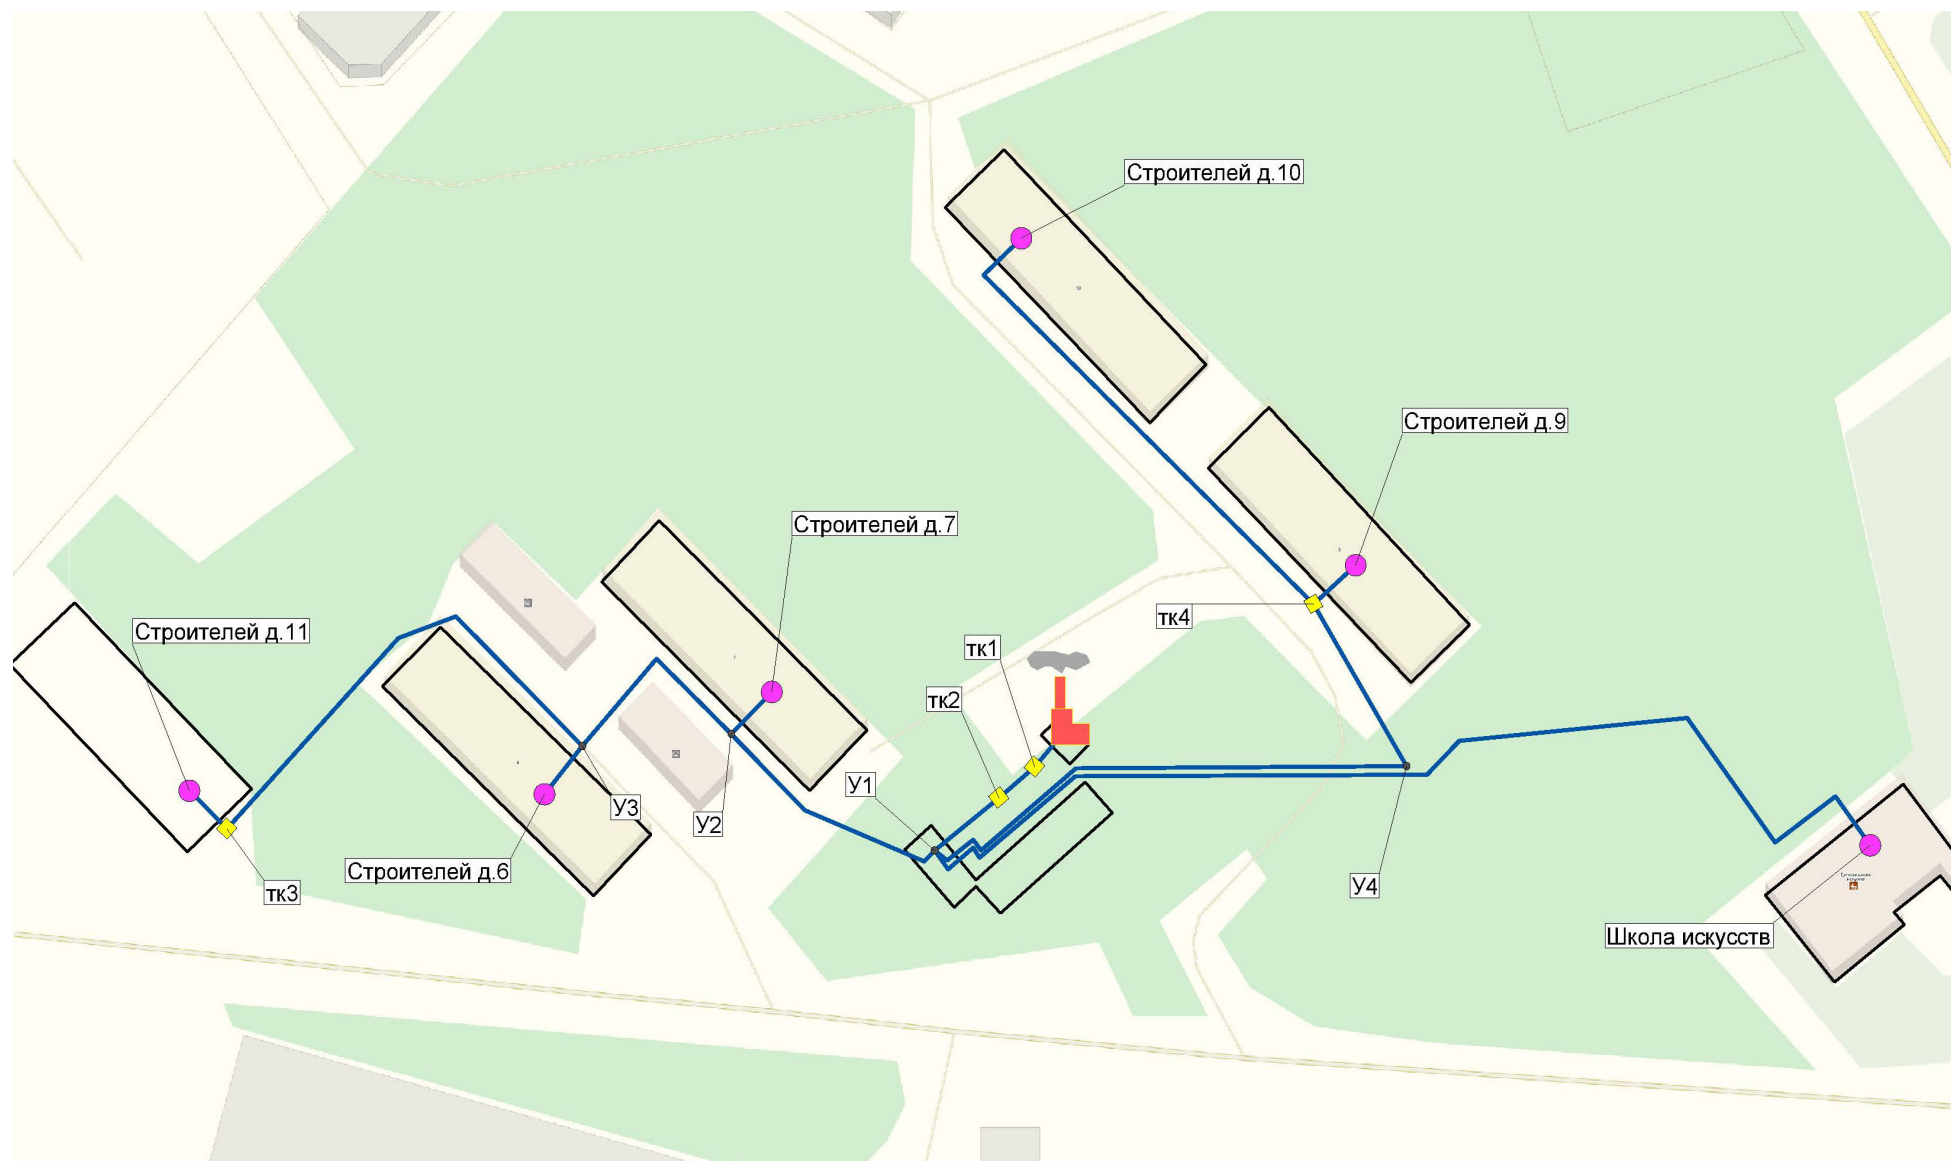 Строителей д.10
Строителей д.9
Строителей д.7
тк4
Строителей д.11
тк1
тк2
У1
У3
У2
Строителей д.6
тк3
У4
Школа искусств